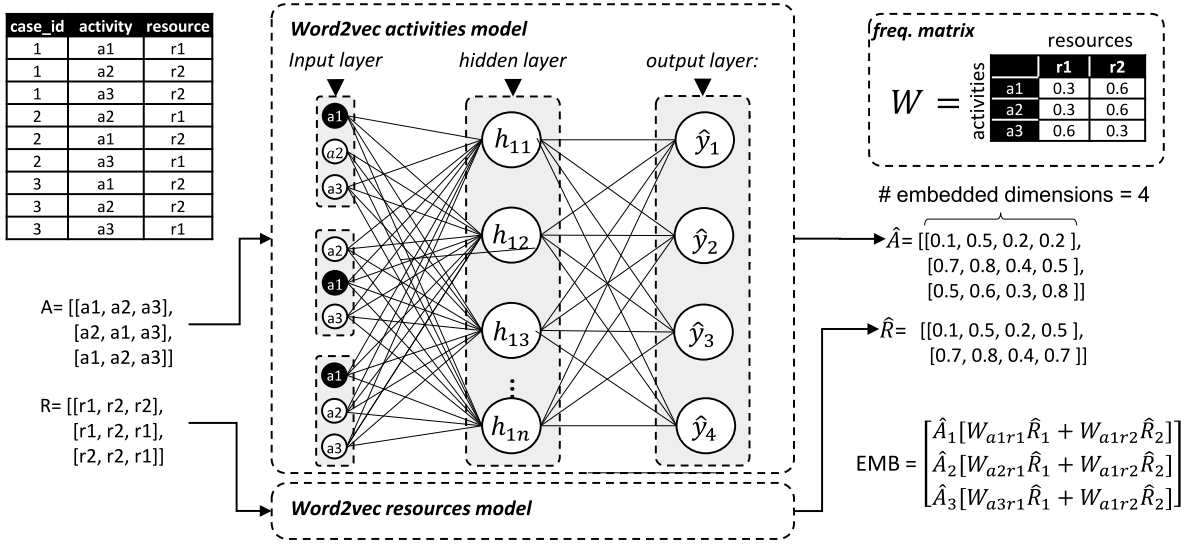 case_id activity resource
1 a1 r1
1 a2 r2
1 a3 r2
2 a2 r1
2 a1 r2
2 a3 r1
3 a1 r2
3 a2 r2
3 a3 r1
A= [[a1, a2, a3],
[a2, a1, a3],
[a1, a2, a3]]
R= [[r1, r2, r2],
[r1, r2, r1],
[r2, r2, r1]]
Word2vec activities model
Input layer
hidden layer
output layer:
a1
a2
a3
a2
a1
a3
a1
a2
a3
h₁₁
h₁₂
h₁₃
⋮
h₁ₙ
ŷ₁
ŷ₂
ŷ₃
ŷ₄
Word2vec resources model
freq. matrix
resources
activities
W =
r1 r2
a1 0.3 0.6
a2 0.3 0.6
a3 0.6 0.3
# embedded dimensions = 4
Â= [[0.1, 0.5, 0.2, 0.2 ],
[0.7, 0.8, 0.4, 0.5 ],
[0.5, 0.6, 0.3, 0.8 ]]
R̂= [[0.1, 0.5, 0.2, 0.5 ],
[0.7, 0.8, 0.4, 0.7 ]]
EMB =
Â₁[Wₐ₁ᵣ₁R̂₁ + Wₐ₁ᵣ₂R̂₂]
Â₂[Wₐ₂ᵣ₁R̂₁ + Wₐ₁ᵣ₂R̂₂]
Â₃[Wₐ₃ᵣ₁R̂₁ + Wₐ₁ᵣ₂R̂₂]